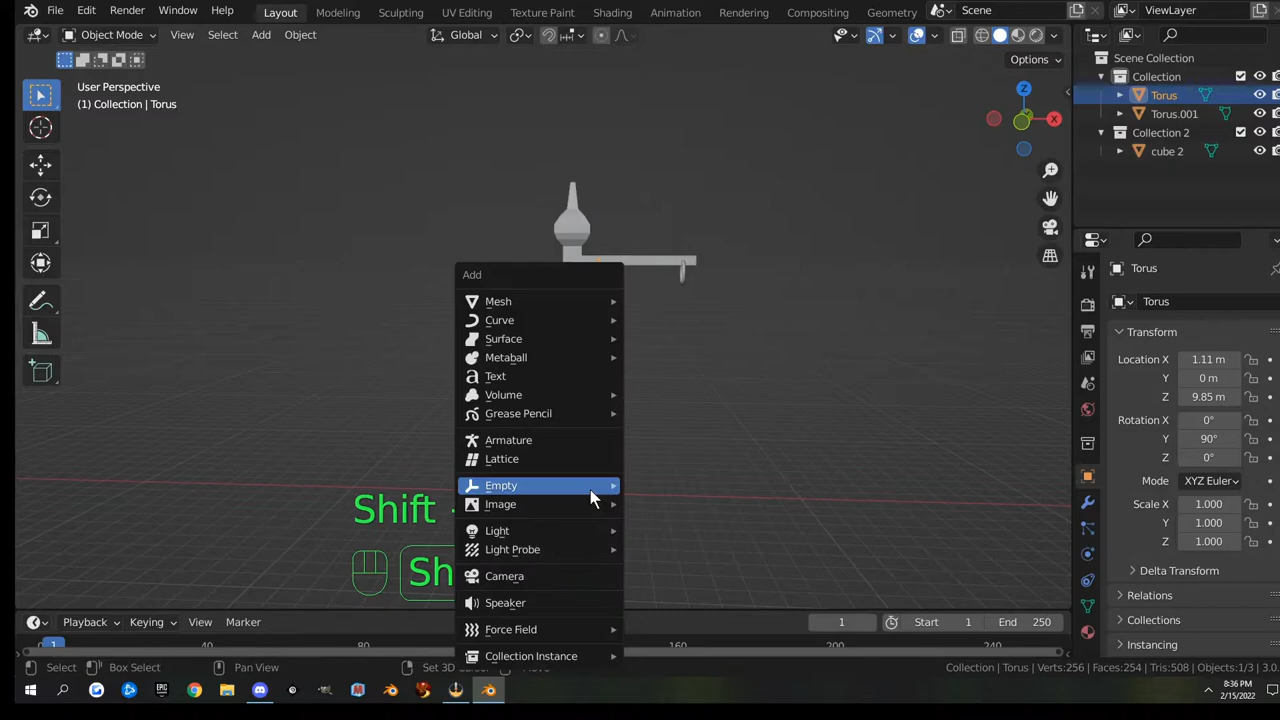 File Edit Render Window Help Layout Modeling Sculpting UV Editing Texture Paint Shading Animation Rendering Compositing Geometry Scene ViewLayer
Object Mode View Select Add Object Global
Options
User Perspective
(1) Collection | Torus
Z
X
Scene Collection
Collection
Torus
Torus.001
Collection 2
cube 2
Add
Mesh
Curve
Surface
Metaball
Text
Volume
Grease Pencil
Armature
Lattice
Empty
Image
Light
Light Probe
Camera
Speaker
Force Field
Collection Instance
Shift
Sh
Torus
Torus
Transform
Location X 1.11 m
Y 0 m
Z 9.85 m
Rotation X 0°
Y 90°
Z 0°
Mode XYZ Euler
Scale X 1.000
Y 1.000
Z 1.000
Delta Transform
Relations
Collections
Instancing
Playback Keying View Marker 1 Start 1 End 250
1 40 80 160 200 240
Select Box Select Pan View Collection | Torus | Verts:256 | Faces:254 | Tris:508 | Objects:1/3 | 3.0
EPIC
8:36 PM
2/15/2022